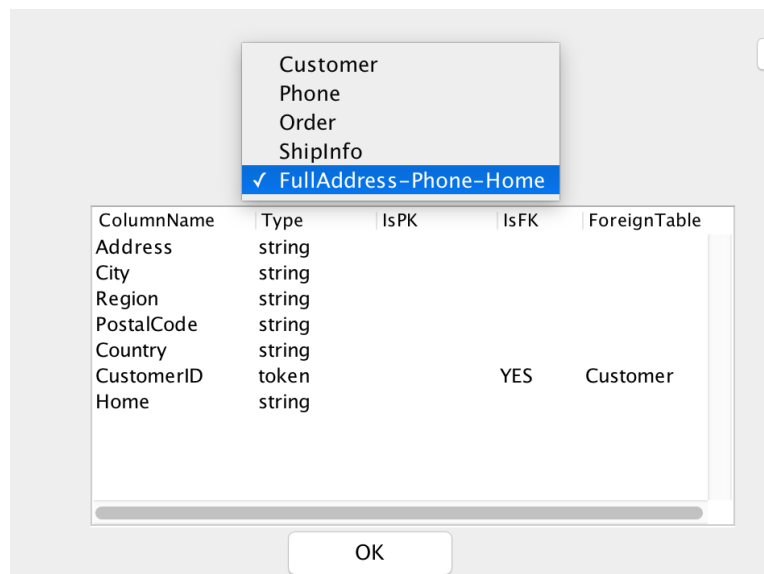 Customer
Phone
Order
ShipInfo
✓ FullAddress-Phone-Home
ColumnName Type IsPK IsFK ForeignTable
Address string
City string
Region string
PostalCode string
Country string
CustomerID token YES Customer
Home string
OK